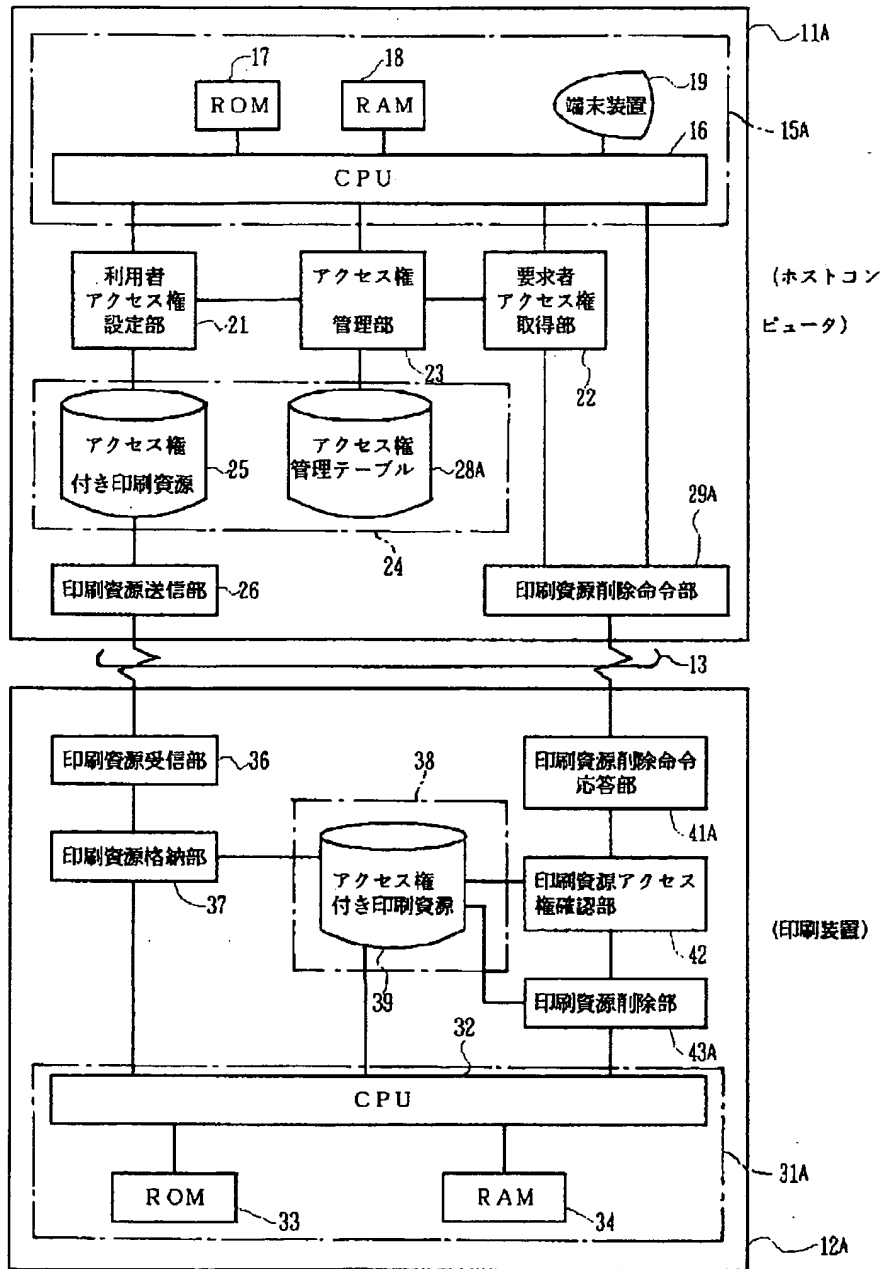 11A
17
18
19
ROM
RAM
端末装置
15A
16
CPU
利用者
アクセス権
設定部
21
アクセス権
管理部
23
要求者
アクセス権
取得部
22
(ホストコン
ピュータ)
アクセス権
付き印刷資源
25
アクセス権
管理テーブル
28A
24
29A
印刷資源送信部
26
印刷資源削除命令部
13
印刷資源受信部
36
38
印刷資源削除命令
応答部
41A
印刷資源格納部
37
アクセス権
付き印刷資源
39
印刷資源アクセス
権確認部
42
(印刷装置)
印刷資源削除部
43A
32
CPU
31A
ROM
33
RAM
34
12A